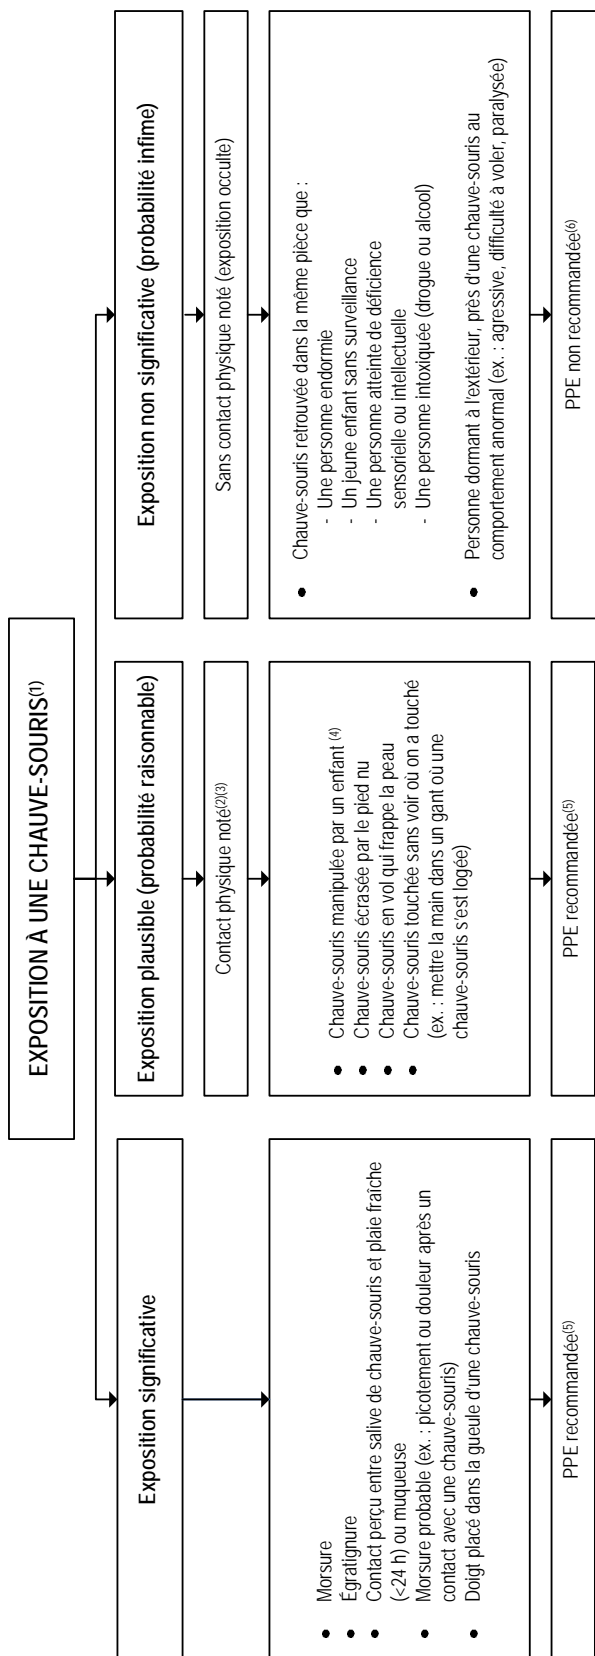 EXPOSITION À UNE CHAUVE-SOURIS(1)
Exposition significative
• Morsure
• Égratignure
• Contact perçu entre salive de chauve-souris et plaie fraîche
(<24 h) ou muqueuse
• Morsure probable (ex. : picotement ou douleur après un
contact avec une chauve-souris)
• Doigt placé dans la gueule d'une chauve-souris
PPE recommandée(5)
Exposition plausible (probabilité raisonnable)
Contact physique noté(2)(3)
• Chauve-souris manipulée par un enfant (4)
• Chauve-souris écrasée par le pied nu
• Chauve-souris en vol qui frappe la peau
• Chauve-souris touchée sans voir où on a touché
(ex. : mettre la main dans un gant où une
chauve-souris s'est logée)
PPE recommandée(5)
Exposition non significative (probabilité infime)
Sans contact physique noté (exposition occulte)
• Chauve-souris retrouvée dans la même pièce que :
- Une personne endormie
- Un jeune enfant sans surveillance
- Une personne atteinte de déficience
sensorielle ou intellectuelle
- Une personne intoxiquée (drogue ou alcool)
• Personne dormant à l'extérieur, près d'une chauve-souris au
comportement anormal (ex. : agressive, difficulté à voler, paralysée)
PPE non recommandée(6)